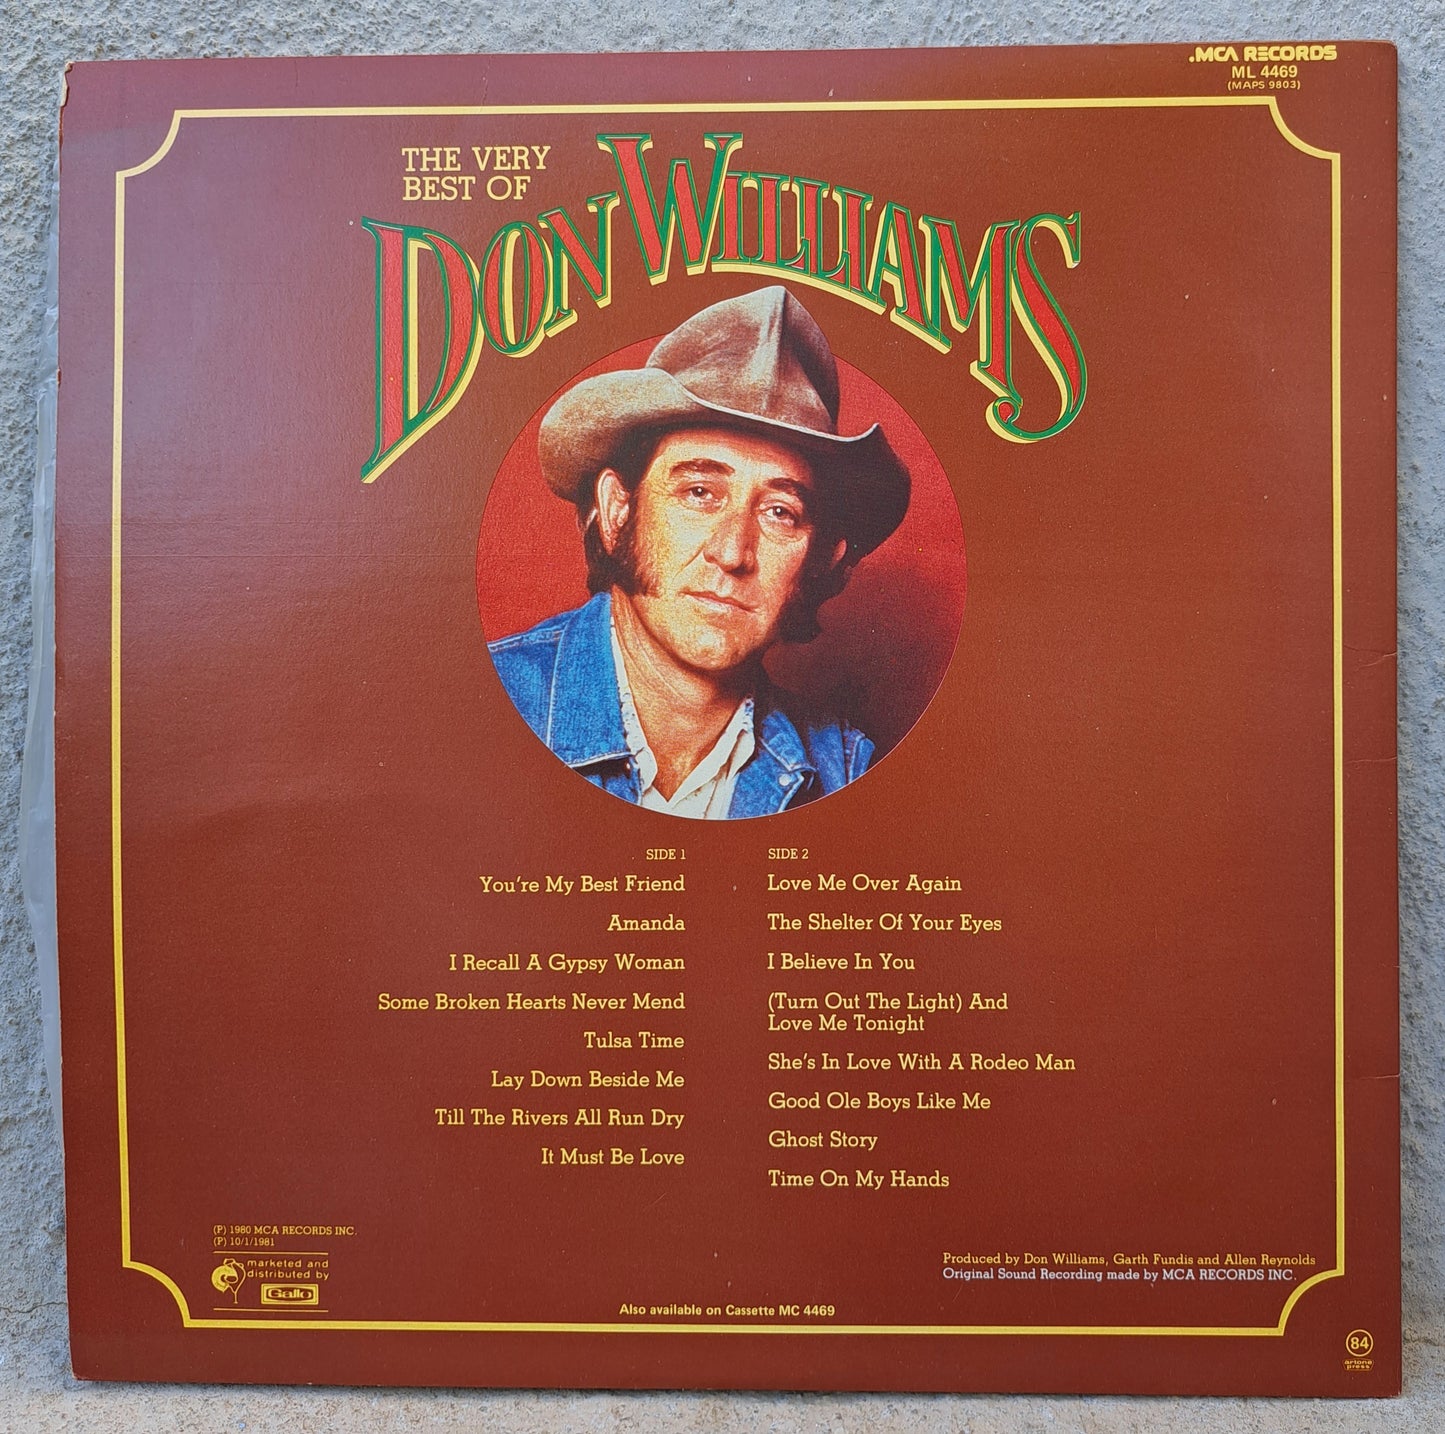 .MCA RECORDS
ML 4469
(MAPS 9803)
THE VERY
BEST OF
DON WILLIAMS
SIDE 1
You're My Best Friend
Amanda
I Recall A Gypsy Woman
Some Broken Hearts Never Mend
Tulsa Time
Lay Down Beside Me
Till The Rivers All Run Dry
It Must Be Love
SIDE 2
Love Me Over Again
The Shelter Of Your Eyes
I Believe In You
(Turn Out The Light) And
Love Me Tonight
She's In Love With A Rodeo Man
Good Ole Boys Like Me
Ghost Story
Time On My Hands
(P) 1980 MCA RECORDS INC.
(P) 10/1/1981
marketed and
distributed by
Gallo
Produced by Don Williams, Garth Fundis and Allen Reynolds
Original Sound Recording made by MCA RECORDS INC.
Also available on Cassette MC 4469
84
artone
press